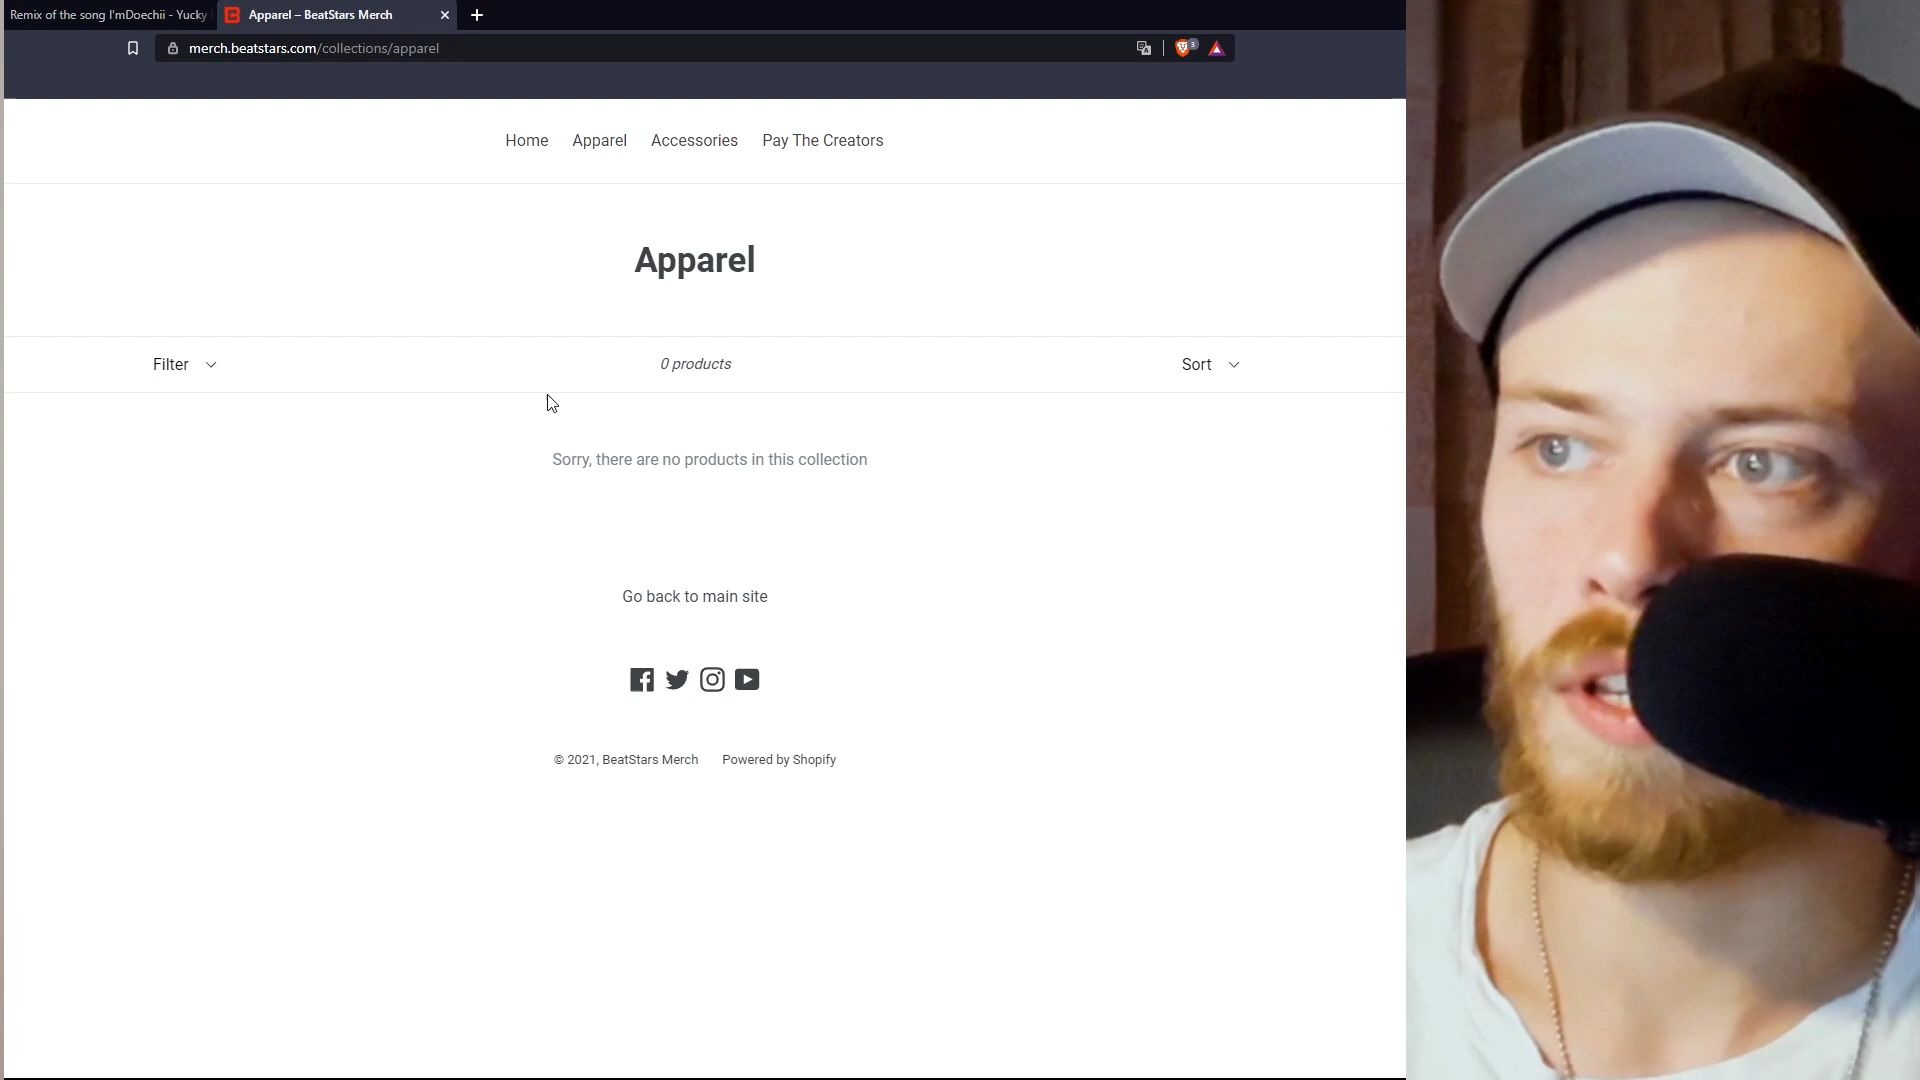 Remix of the song I'mDoechii - Yucky
Apparel – BeatStars Merch
merch.beatstars.com/collections/apparel
3
Home Apparel Accessories Pay The Creators
Apparel
Filter 0 products Sort
Sorry, there are no products in this collection
Go back to main site
© 2021, BeatStars Merch Powered by Shopify